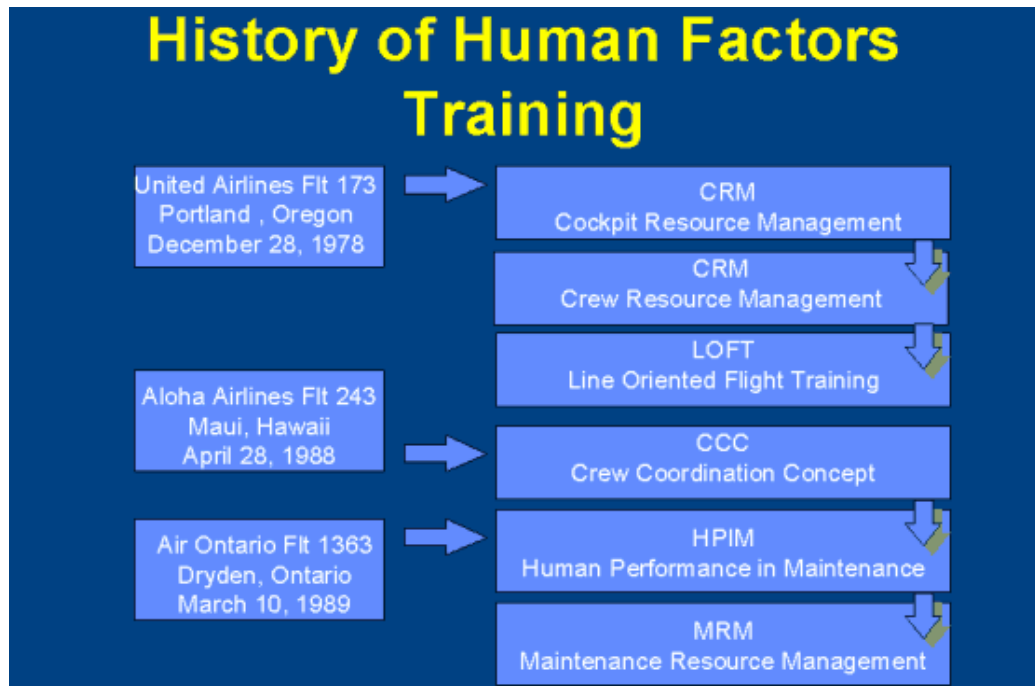 History of Human Factors
Training
United Airlines Flt 173
Portland , Oregon
December 28, 1978
CRM
Cockpit Resource Management
CRM
Crew Resource Management
LOFT
Line Oriented Flight Training
Aloha Airlines Flt 243
Maui, Hawaii
April 28, 1988
CCC
Crew Coordination Concept
Air Ontario Flt 1363
Dryden, Ontario
March 10, 1989
HPIM
Human Performance in Maintenance
MRM
Maintenance Resource Management